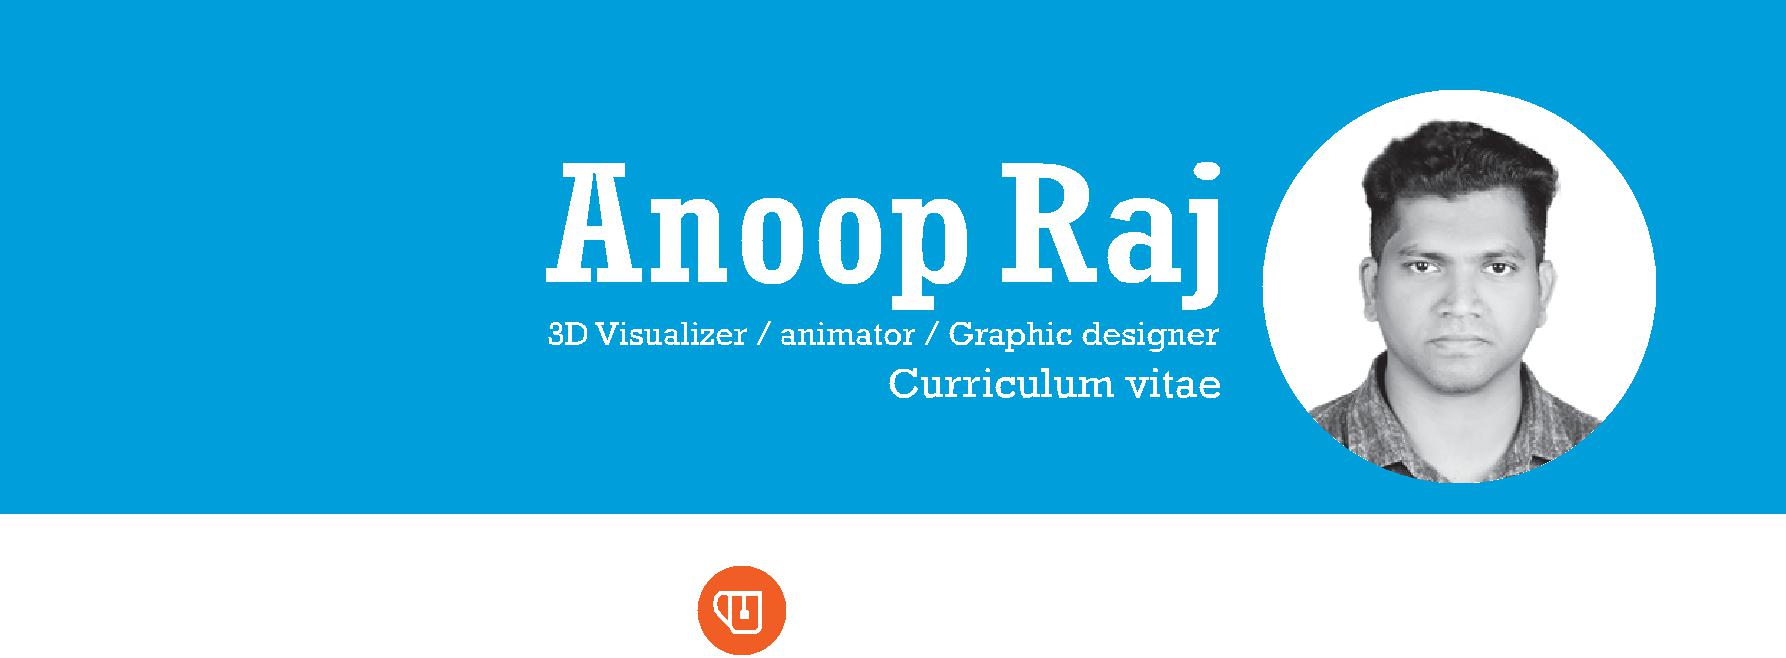 Anoop Raj
3D Visualizer / animator / Graphic designer
Curriculum vitae